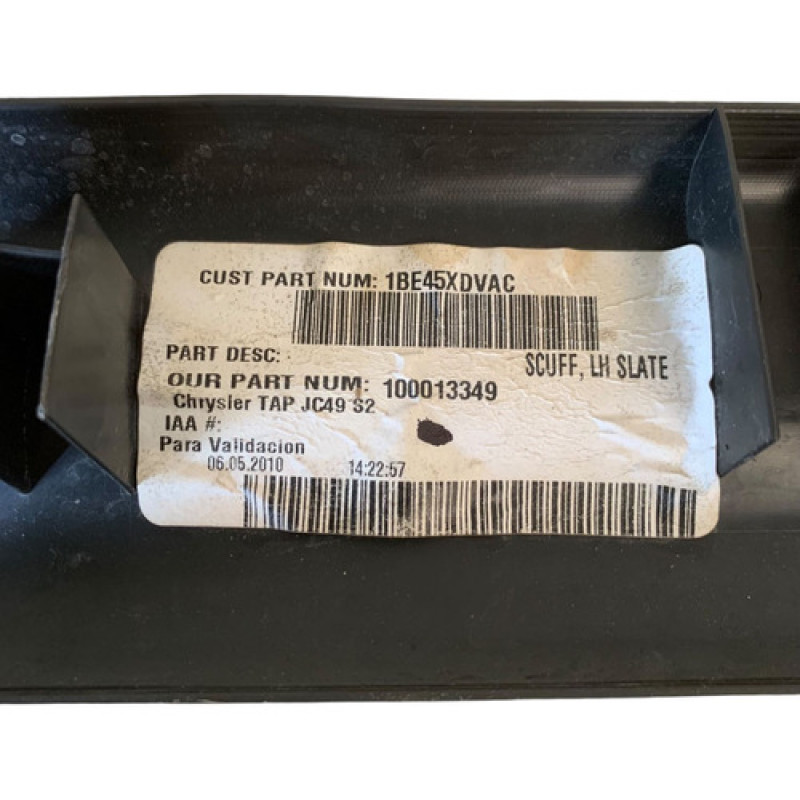 CUST PART NUM: 1BE45XDVAC
PART DESC: SCUFF, LH SLATE
OUR PART NUM: 100013349
Chrysler TAP JC49 S2
IAA #:
Para Validacion
06.05.2010 14:22:57